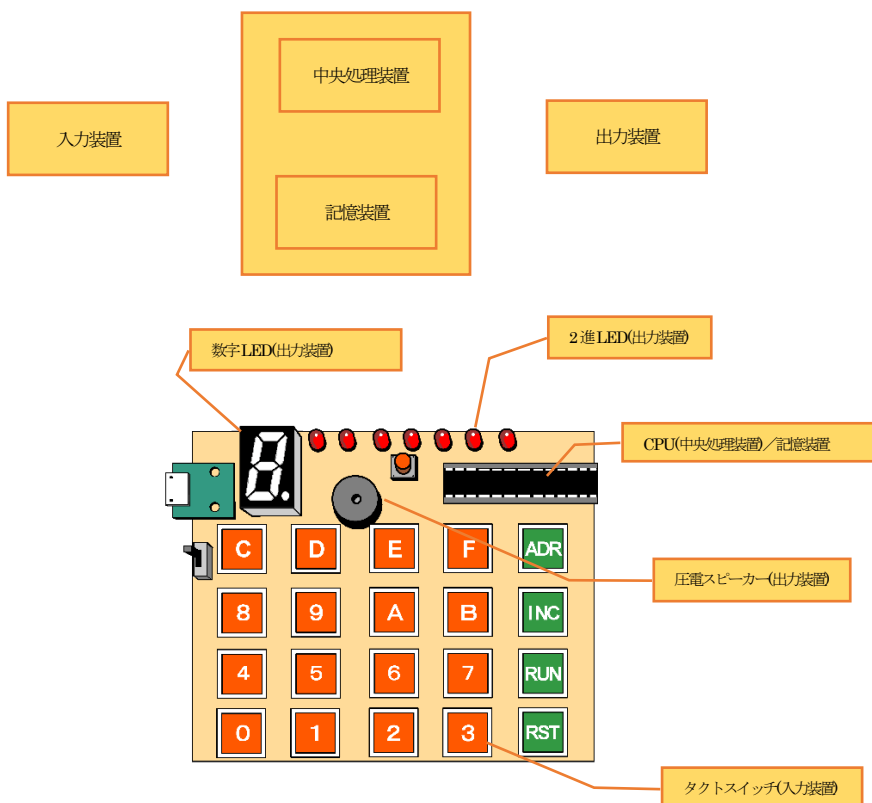 中央処理装置
入力装置
出力装置
記憶装置
2進LED(出力装置)
数字LED(出力装置)
CPU(中央処理装置)／記憶装置
C D E F ADR
圧電スピーカー(出力装置)
8 9 A B INC
4 5 6 7 RUN
0 1 2 3 RST
タクトスイッチ(入力装置)